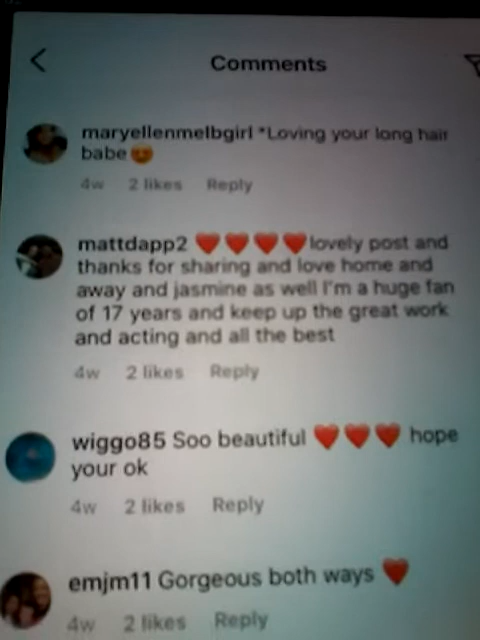 Comments
maryellenmelbgirl *Loving your long hair
babe😍
4w 2 likes Reply
mattdapp2 ❤️❤️❤️❤️lovely post and
thanks for sharing and love home and
away and jasmine as well I'm a huge fan
of 17 years and keep up the great work
and acting and all the best
4w 2 likes Reply
wiggo85 Soo beautiful ❤️❤️❤️ hope
your ok
4w 2 likes Reply
emjm11 Gorgeous both ways ❤️
4w 2 likes Reply